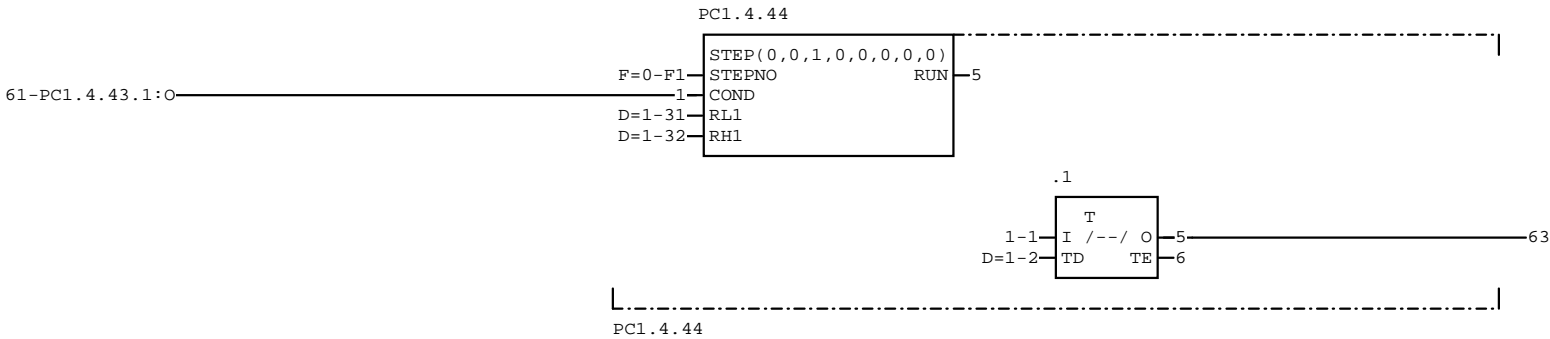 PC1.4.44
STEP(0,0,1,0,0,0,0,0)
F=0-F1 STEPNO RUN 5
61-PC1.4.43.1:O 1 COND
D=1-31 RL1
D=1-32 RH1
.1
T
1-1 I /--/ O 5 63
D=1-2 TD TE 6
PC1.4.44